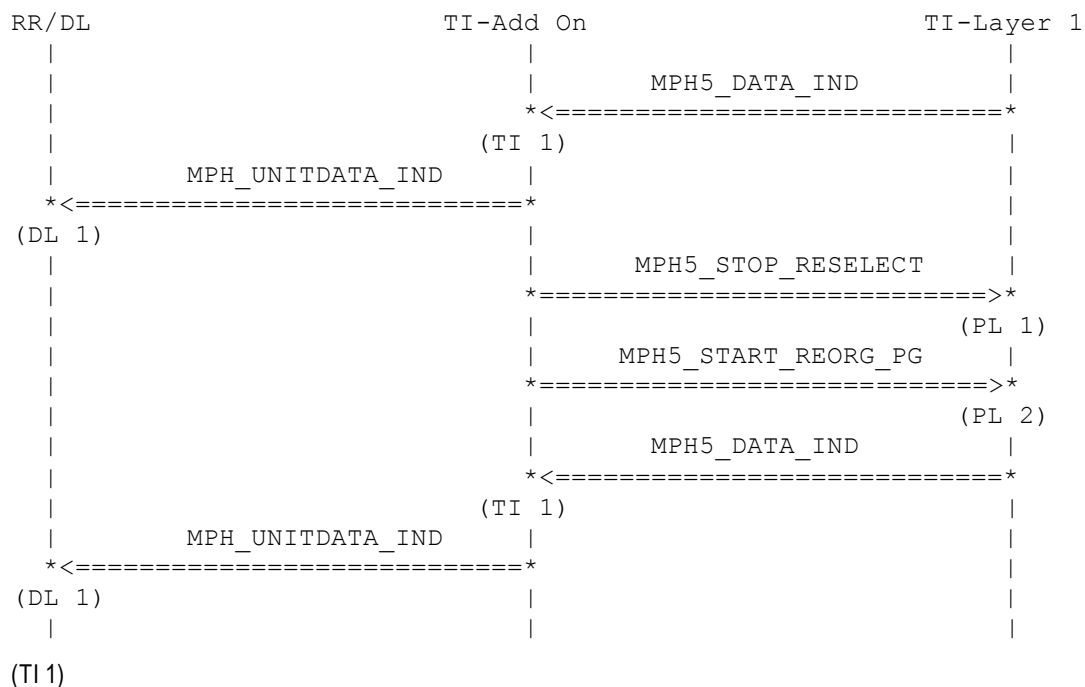 RR/DL                      TI-Add On                     TI-Layer 1
  |                             |                             |
  |                             |       MPH5_DATA_IND         |
  |                             *<============================*
  |                          (TI 1)                           |
  |        MPH_UNITDATA_IND     |                             |
  *<============================*                             |
(DL 1)                          |                             |
  |                             |      MPH5_STOP_RESELECT     |
  |                             *============================>*
  |                             |                          (PL 1)
  |                             |     MPH5_START_REORG_PG     |
  |                             *============================>*
  |                             |                          (PL 2)
  |                             |       MPH5_DATA_IND         |
  |                             *<============================*
  |                          (TI 1)                           |
  |        MPH_UNITDATA_IND     |                             |
  *<============================*                             |
(DL 1)                          |                             |
  |                             |                             |
(TI 1)